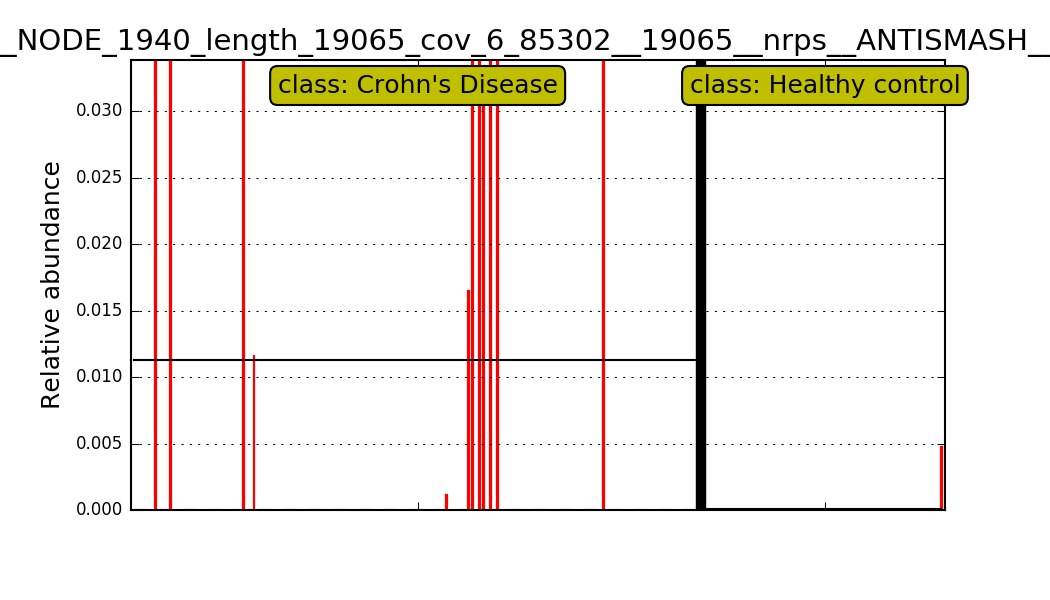 _NODE_1940_length_19065_cov_6_85302__19065__nrps__ANTISMASH__
class: Crohn's Disease
class: Healthy control
Relative abundance
0.030
0.025
0.020
0.015
0.010
0.005
0.000